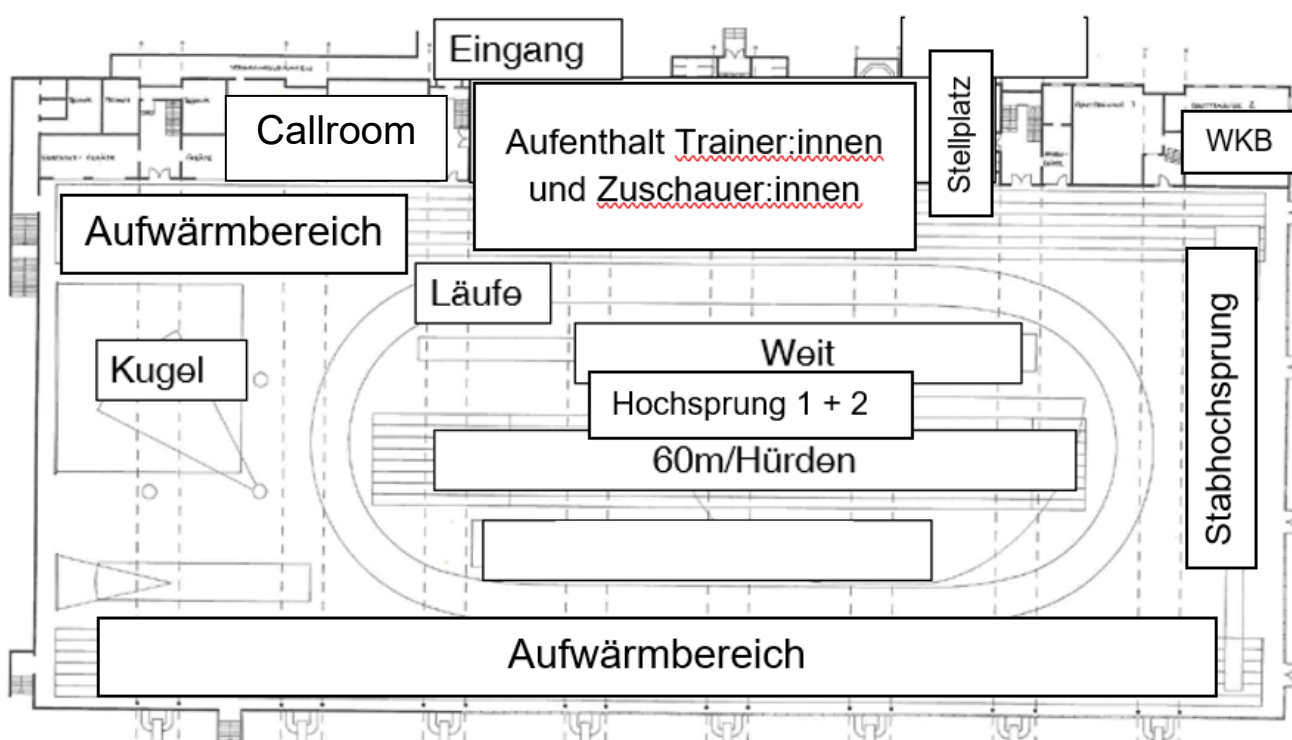 Eingang
Callroom
Aufenthalt Trainer:innen
und Zuschauer:innen
Stellplatz
WKB
Aufwärmbereich
Läufe
Weit
Kugel
Hochsprung 1 + 2
60m/Hürden
Stabhochsprung
Aufwärmbereich